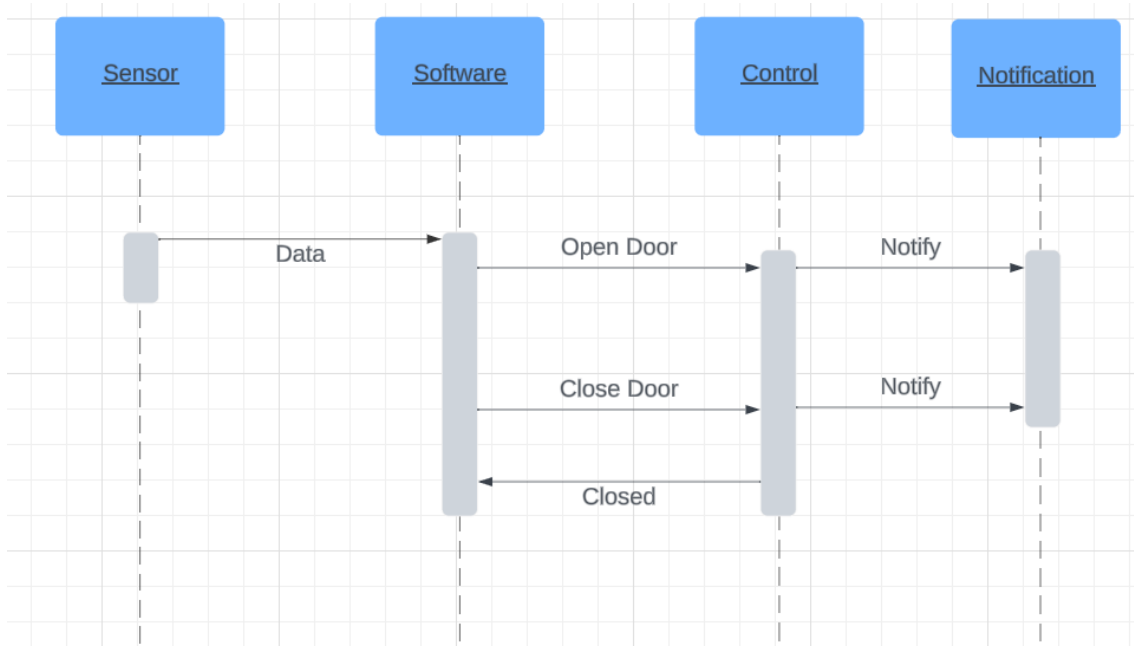 Sensor
Software
Control
Notification
Data
Open Door
Notify
Close Door
Notify
Closed